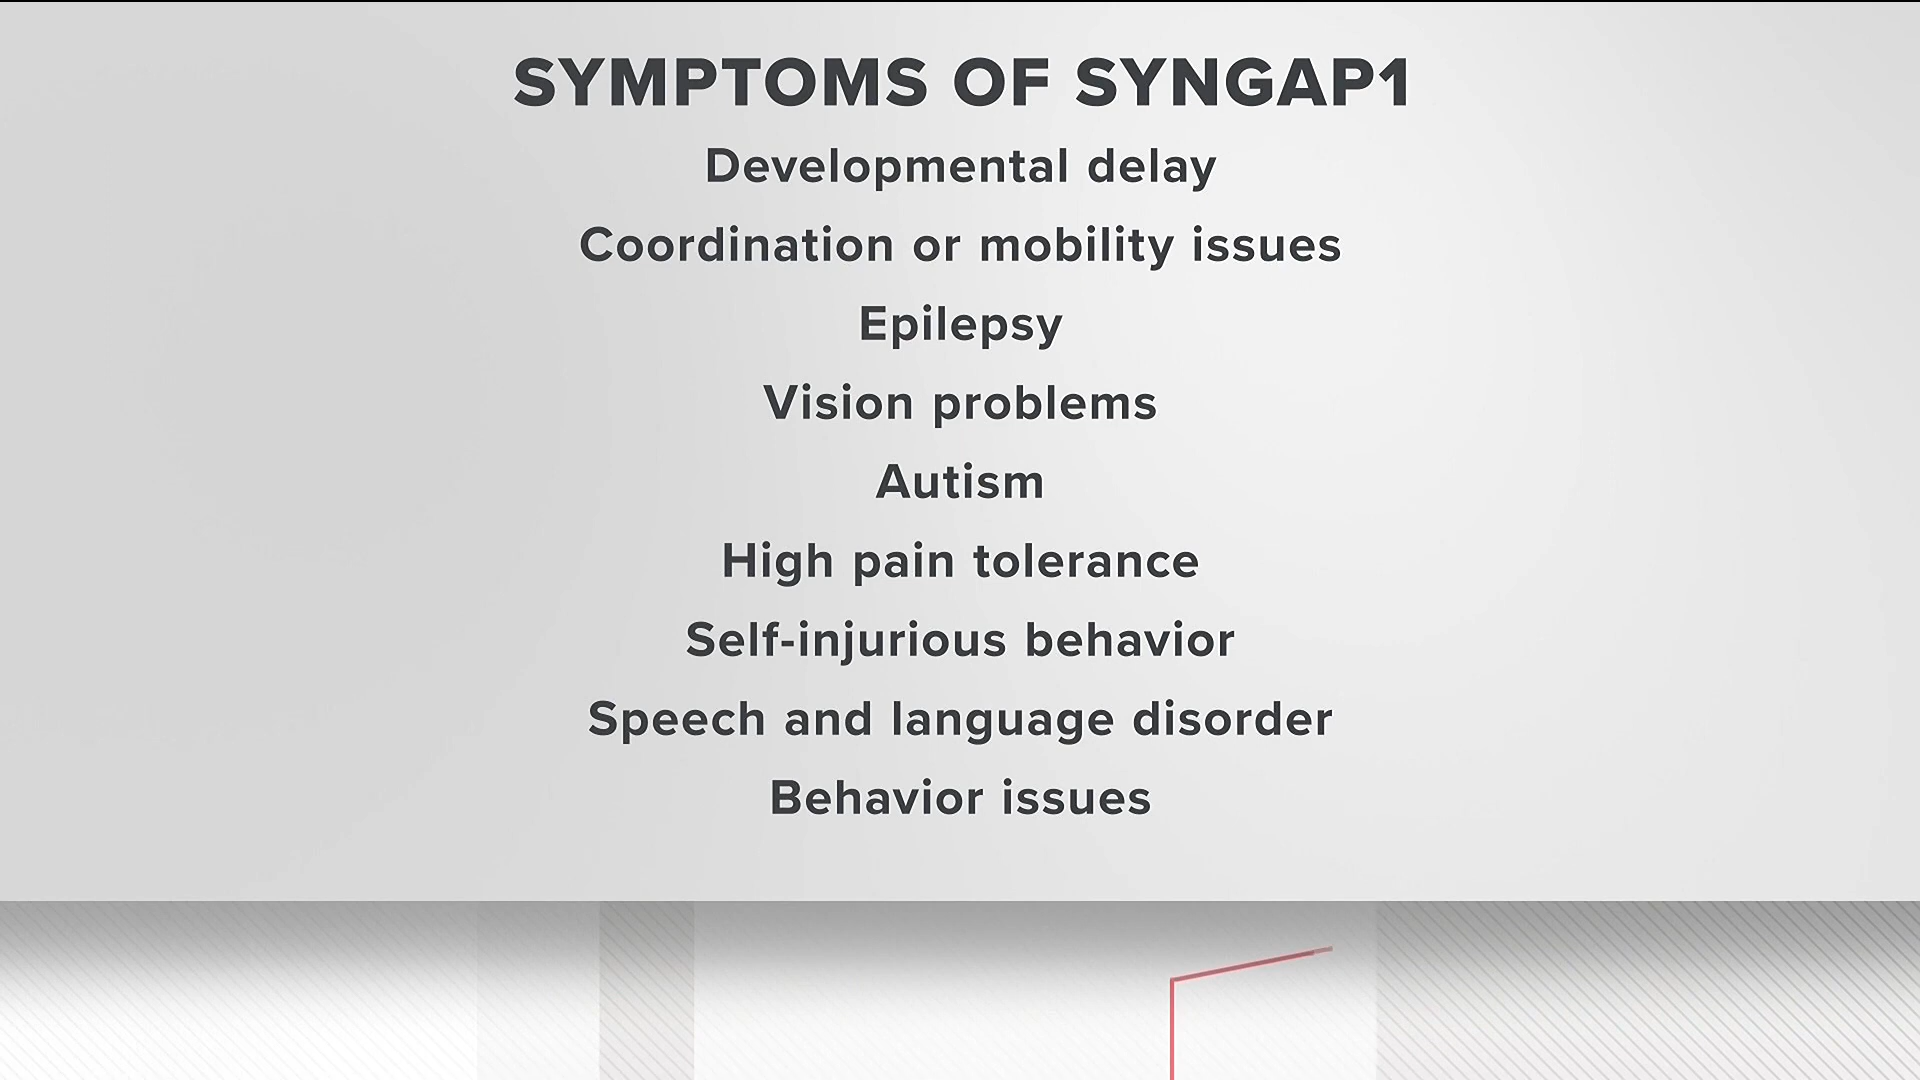 SYMPTOMS OF SYNGAP1
Developmental delay
Coordination or mobility issues
Epilepsy
Vision problems
Autism
High pain tolerance
Self-injurious behavior
Speech and language disorder
Behavior issues